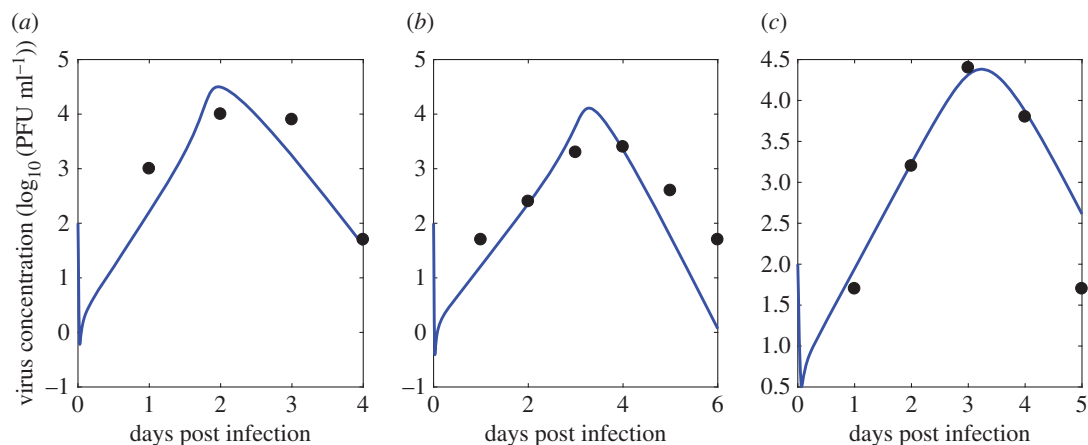 (a) (b) (c)
virus concentration (log10 (PFU ml−1))
5
4
3
2
1
0
−1
0 1 2 3 4
days post infection
5
4
3
2
1
0
−1
0 2 4 6
days post infection
4.5
4.0
3.5
3.0
2.5
2.0
1.5
1.0
0.5
0 1 2 3 4 5
days post infection